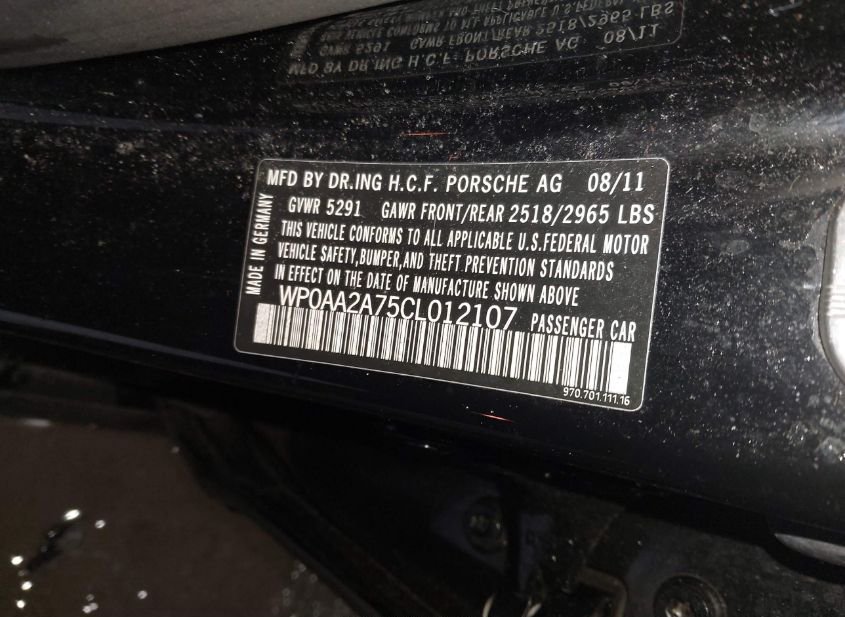 MFD BY DR.ING H.C.F. PORSCHE AG 08/11
GVWR 5291 GAWR FRONT/REAR 2518/2965 LBS
THIS VEHICLE CONFORMS TO ALL APPLICABLE U.S.FEDERAL MOTOR
VEHICLE SAFETY,BUMPER,AND THEFT PREVENTION STANDARDS
IN EFFECT ON THE DATE OF MANUFACTURE SHOWN ABOVE
WP0AA2A75CL012107 PASSENGER CAR
970.701.111.16
MADE IN GERMANY